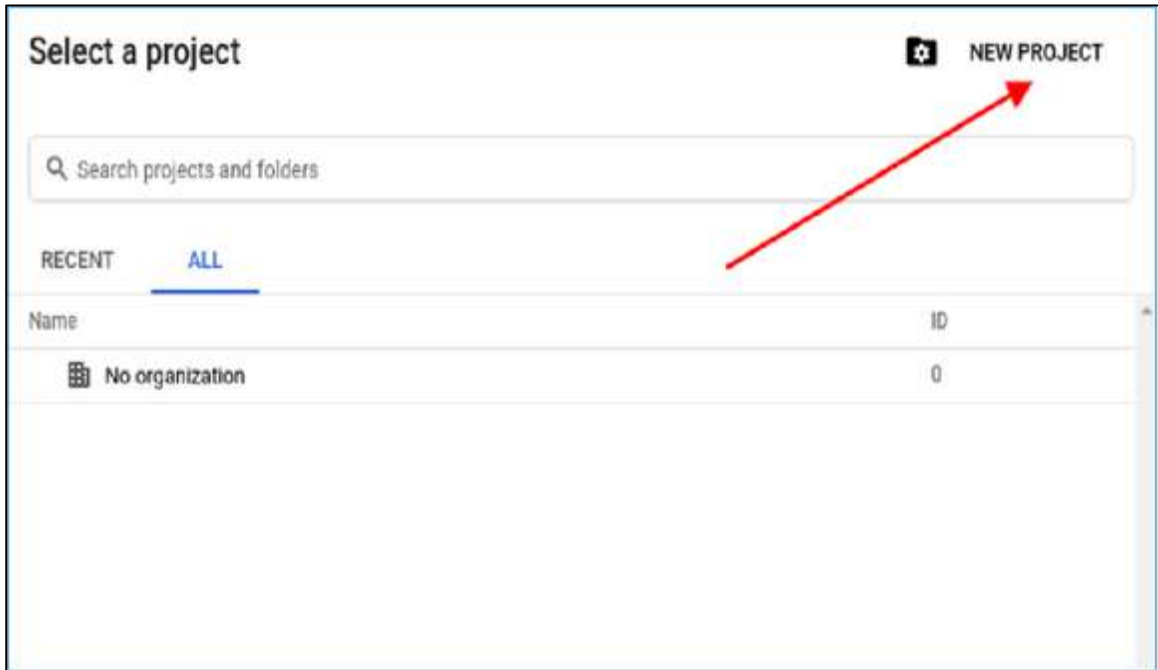 Select a project
NEW PROJECT
Search projects and folders
RECENT ALL
Name ID
No organization 0